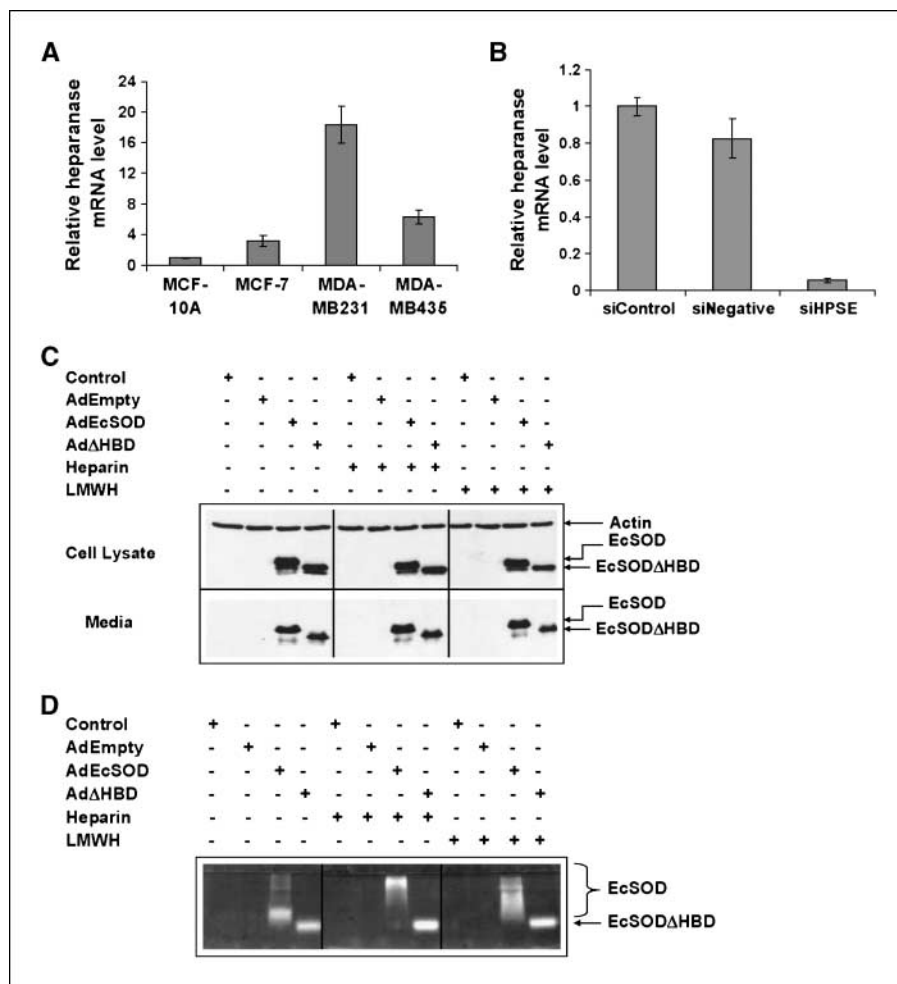 A
Relative heparanase
mRNA level
24
20
16
12
8
4
0
MCF-
10A
MCF-7
MDA-
MB231
MDA-
MB435
B
Relative heparanase
mRNA level
1.2
1
0.8
0.6
0.4
0.2
0
siControl
siNegative
siHPSE
C
Control + - - - + - - - + - - -
AdEmpty - + - - - + - - - + - -
AdEcSOD - - + - - - + - - - + -
AdΔHBD - - - + - - - + - - - +
Heparin - - - - + + + + - - - -
LMWH - - - - - - - - + + + +
Cell Lysate
Actin
EcSOD
EcSODΔHBD
Media
EcSOD
EcSODΔHBD
D
Control + - - - + - - - + - - -
AdEmpty - + - - - + - - - + - -
AdEcSOD - - + - - - + - - - + -
AdΔHBD - - - + - - - + - - - +
Heparin - - - - + + + + - - - -
LMWH - - - - - - - - + + + +
EcSOD
EcSODΔHBD